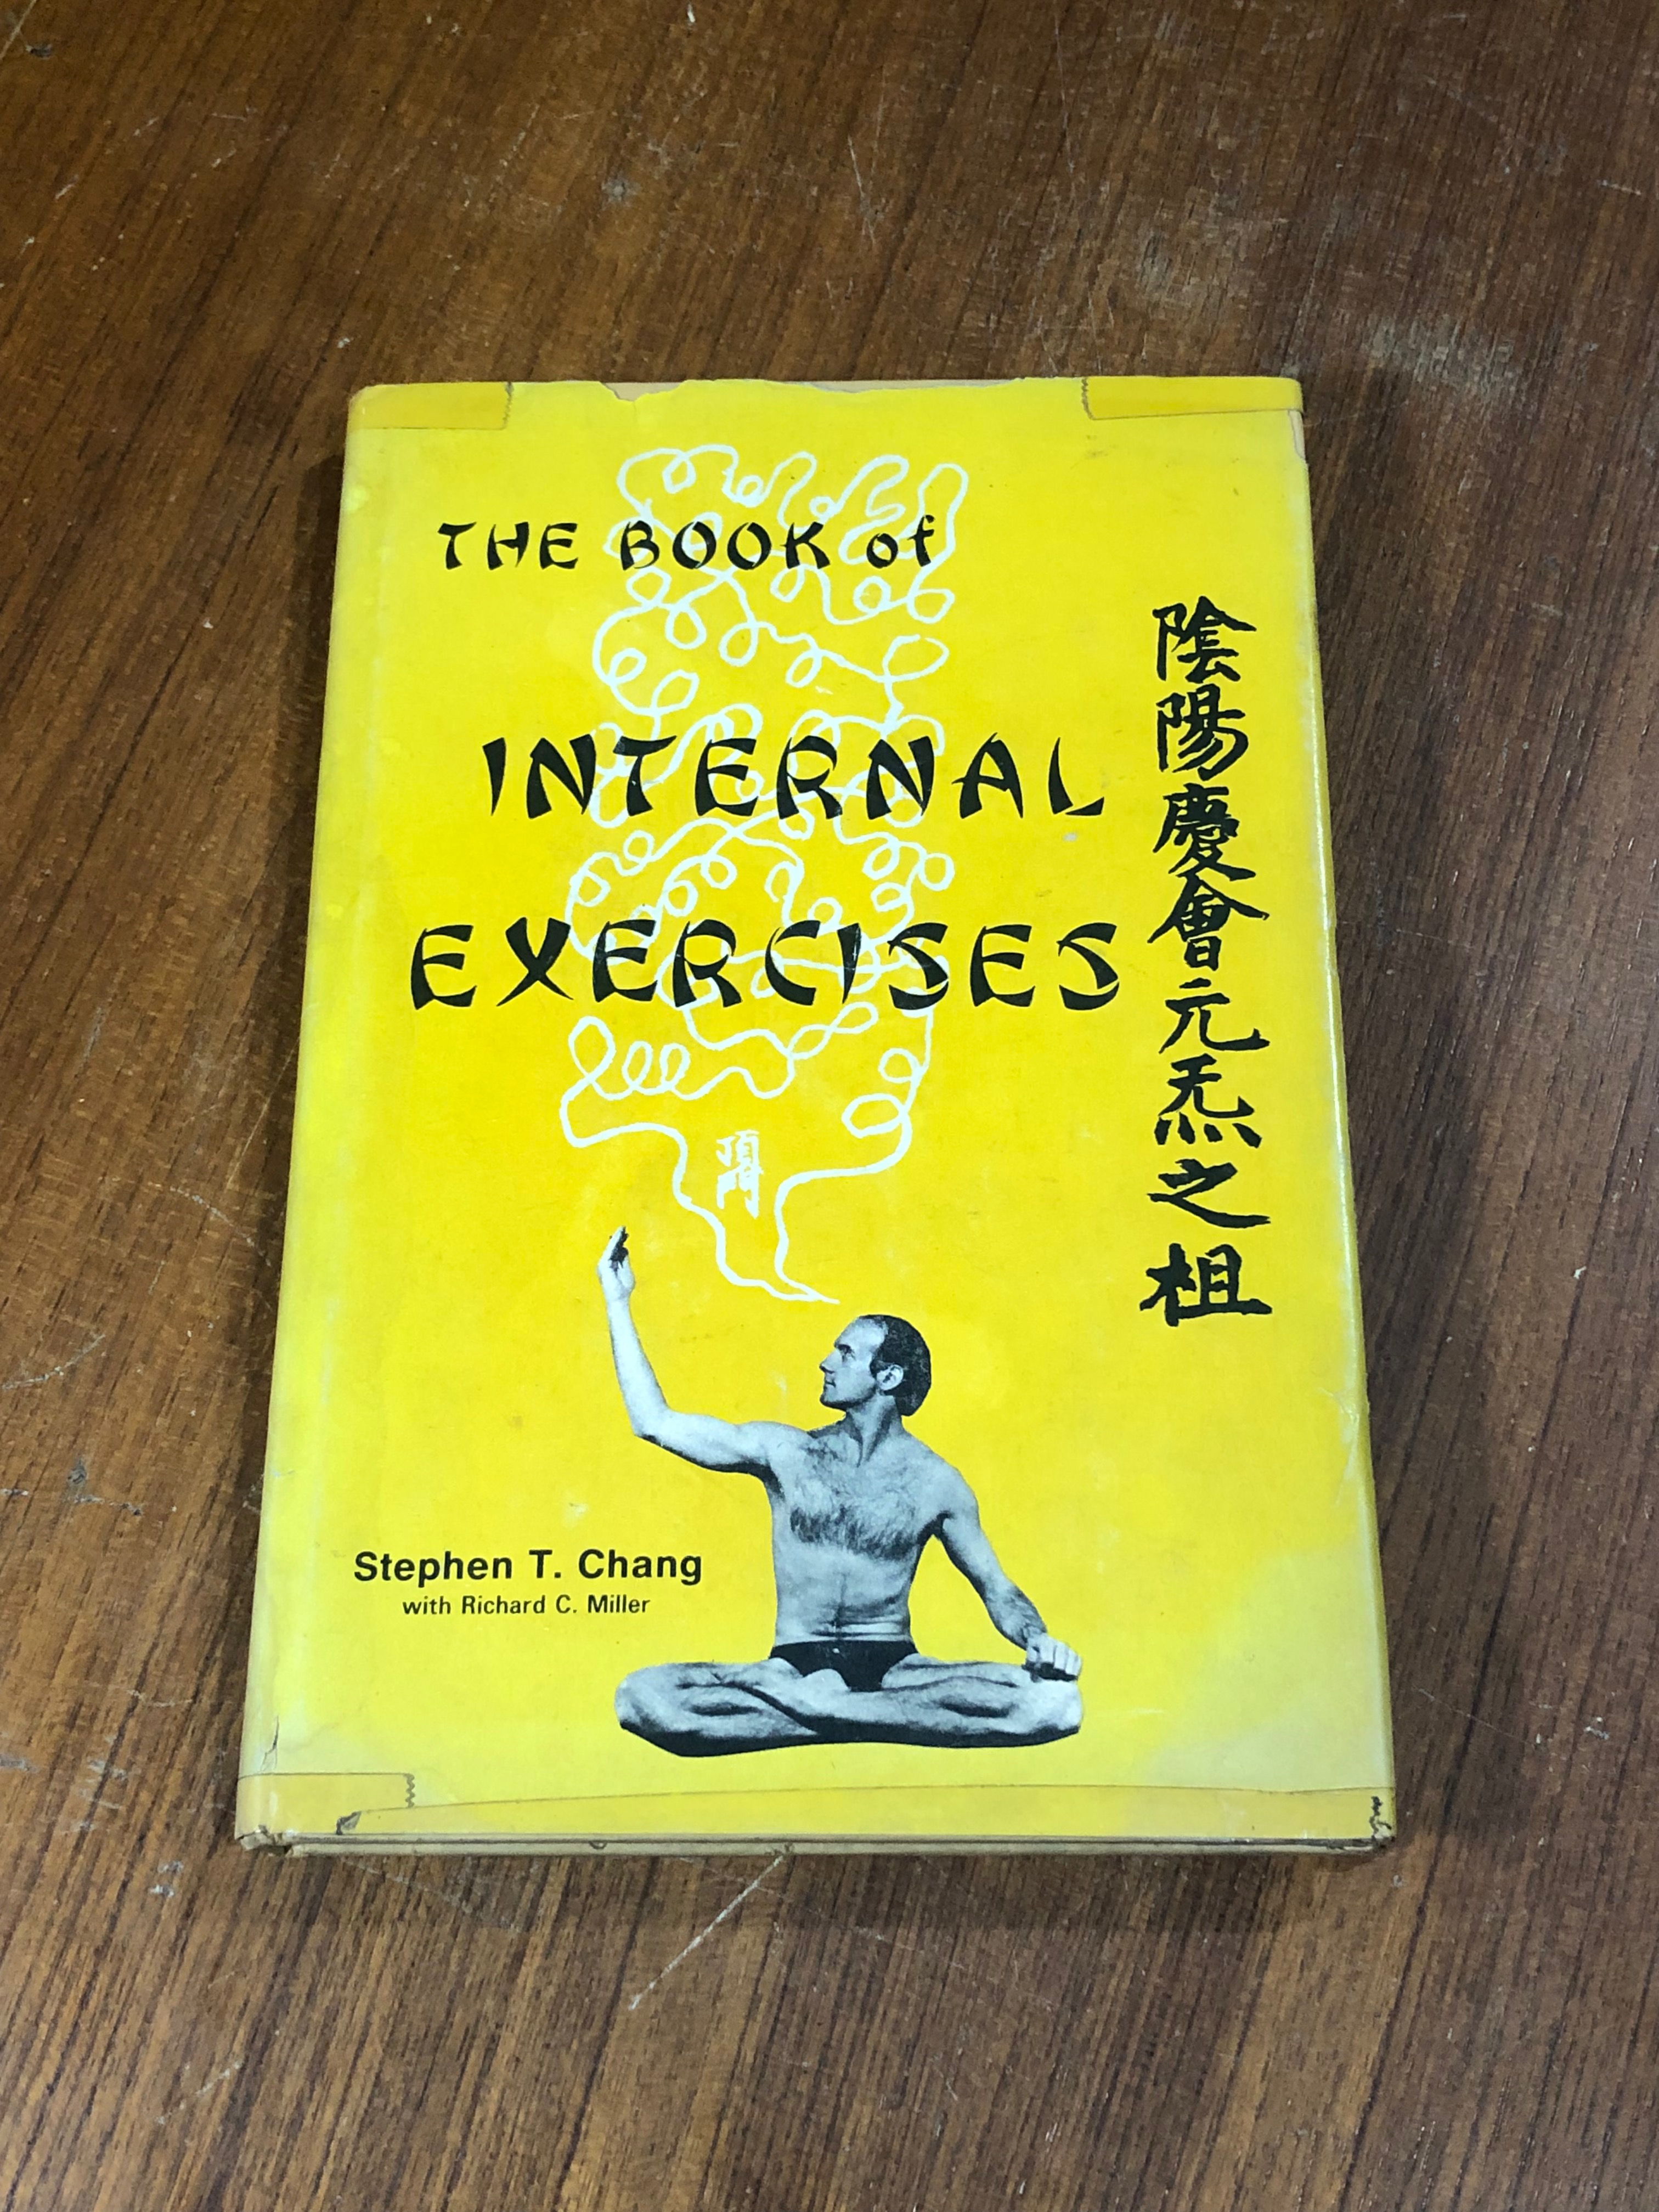 THE BOOK of
INTERNAL
EXERCISES
陰陽慶會元炁之祖
Stephen T. Chang
with Richard C. Miller